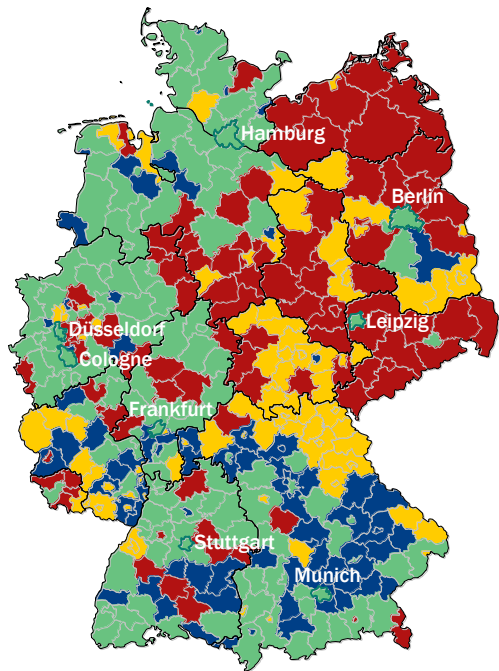 Hamburg
Berlin
Leipzig
Düsseldorf
Cologne
Frankfurt
Stuttgart
Munich